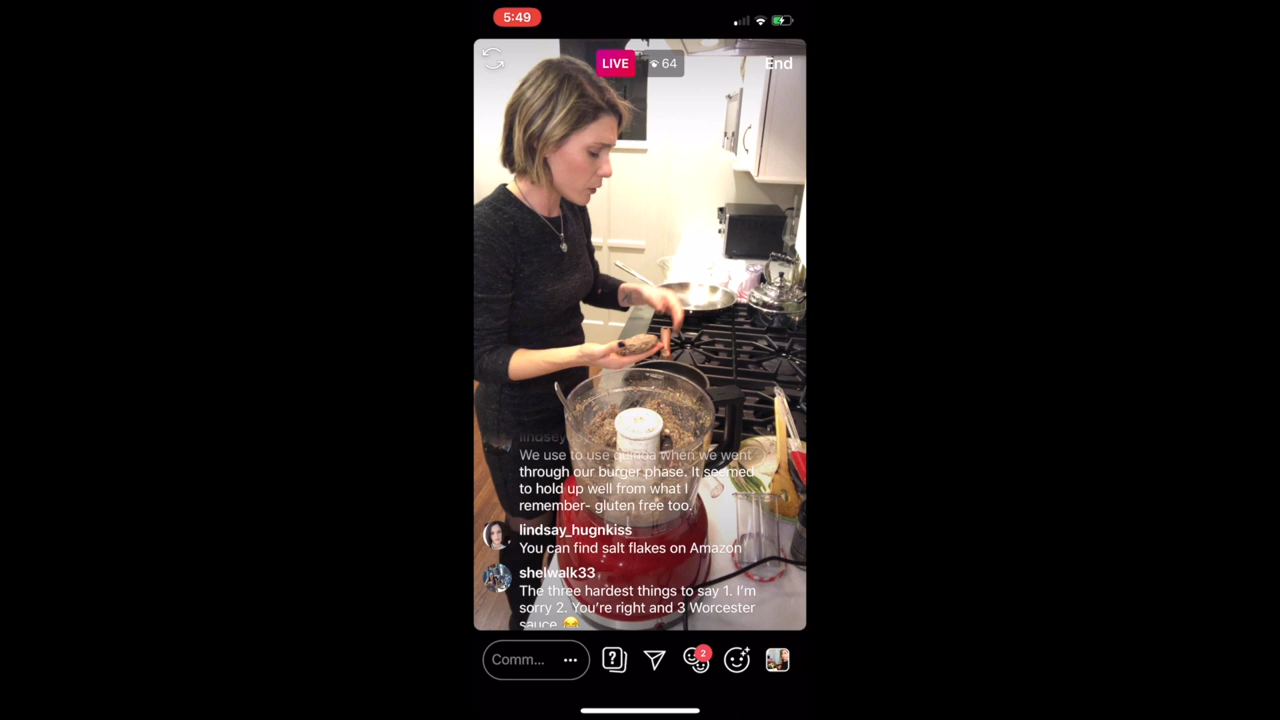 5:49
LIVE
64
End
lindsey
We use to use quinoa when we went
through our burger phase. It seemed
to hold up well from what I
remember- gluten free too.
lindsay_hugnkiss
You can find salt flakes on Amazon
shelwalk33
The three hardest things to say 1. I’m
sorry 2. You’re right and 3 Worcester
sauce 😂
Comm...
2